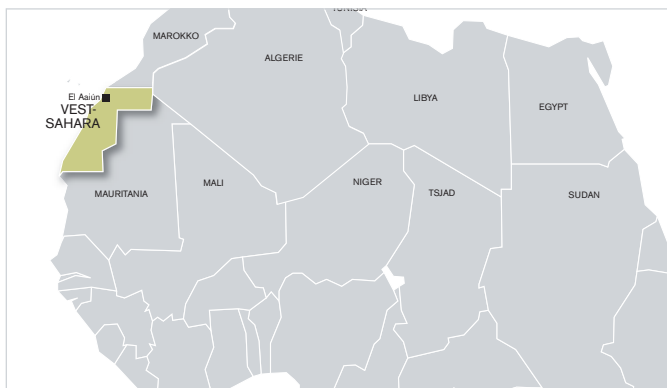 MAROKKO
ALGERIE
El Aaiún
VEST-
SAHARA
LIBYA
EGYPT
MAURITANIA
MALI
NIGER
TSJAD
SUDAN